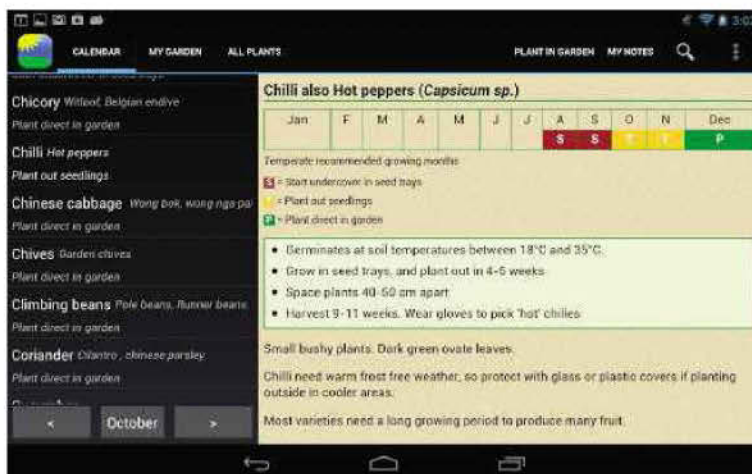 3:02
CALENDAR MY GARDEN ALL PLANTS PLANT IN GARDEN MY NOTES
Chicory Witloof, Belgian endive
Plant direct in garden
Chilli Hot peppers
Plant out seedlings
Chinese cabbage Wong bok, wong nga pa
Plant direct in garden
Chives Garden chives
Plant direct in garden
Climbing beans Pole beans, Runner beans
Plant direct in garden
Coriander Cilantro, chinese parsley
Plant direct in garden
< October >
Chilli also Hot peppers (Capsicum sp.)
Jan F M A M J J A S O N Dec
S S T T P
Temperate recommended growing months
S = Start undercover in seed trays
T = Plant out seedlings
P = Plant direct in garden
• Germinates at soil temperatures between 18°C and 35°C.
• Grow in seed trays, and plant out in 4-6 weeks
• Space plants 40-50 cm apart
• Harvest 9-11 weeks. Wear gloves to pick 'hot' chilies
Small bushy plants. Dark green ovate leaves.
Chilli need warm frost free weather, so protect with glass or plastic covers if planting
outside in cooler areas.
Most varieties need a long growing period to produce many fruit.